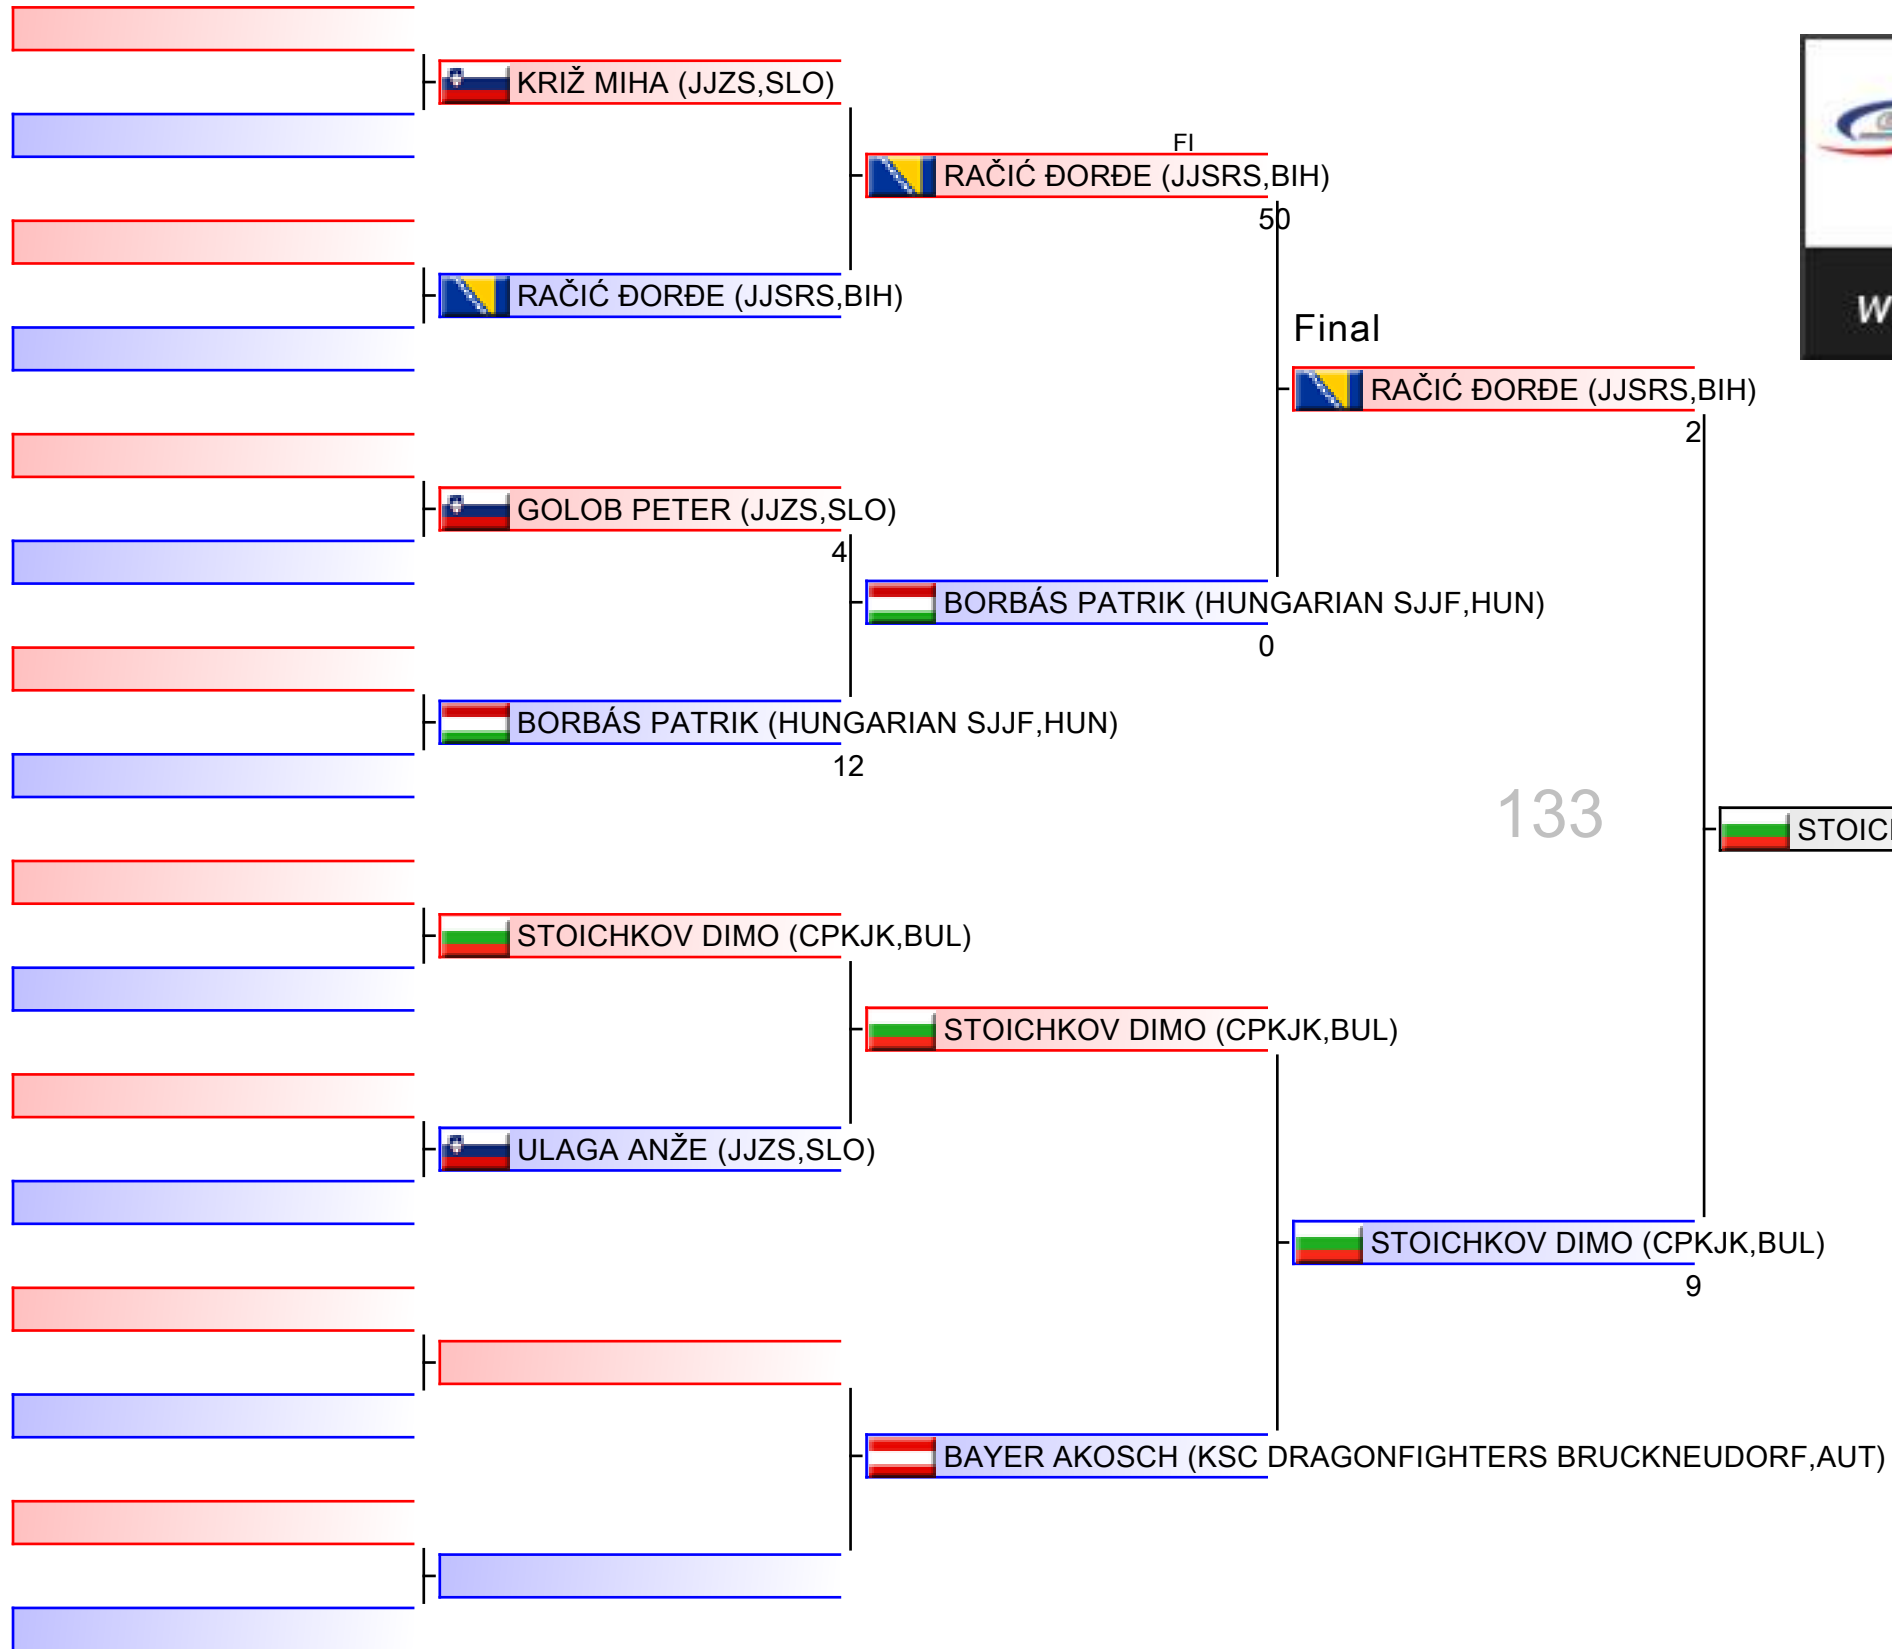 KRIŽ MIHA (JJZS,SLO)
FI
RAČIĆ ĐORĐE (JJSRS,BIH)
50
RAČIĆ ĐORĐE (JJSRS,BIH)
Final
RAČIĆ ĐORĐE (JJSRS,BIH)
2
GOLOB PETER (JJZS,SLO)
4
BORBÁS PATRIK (HUNGARIAN SJJF,HUN)
0
BORBÁS PATRIK (HUNGARIAN SJJF,HUN)
12
133
STOICHKOV DIMO (CPKJK,BUL)
STOICHKOV DIMO (CPKJK,BUL)
ULAGA ANŽE (JJZS,SLO)
STOICHKOV DIMO (CPKJK,BUL)
9
BAYER AKOSCH (KSC DRAGONFIGHTERS BRUCKNEUDORF,AUT)